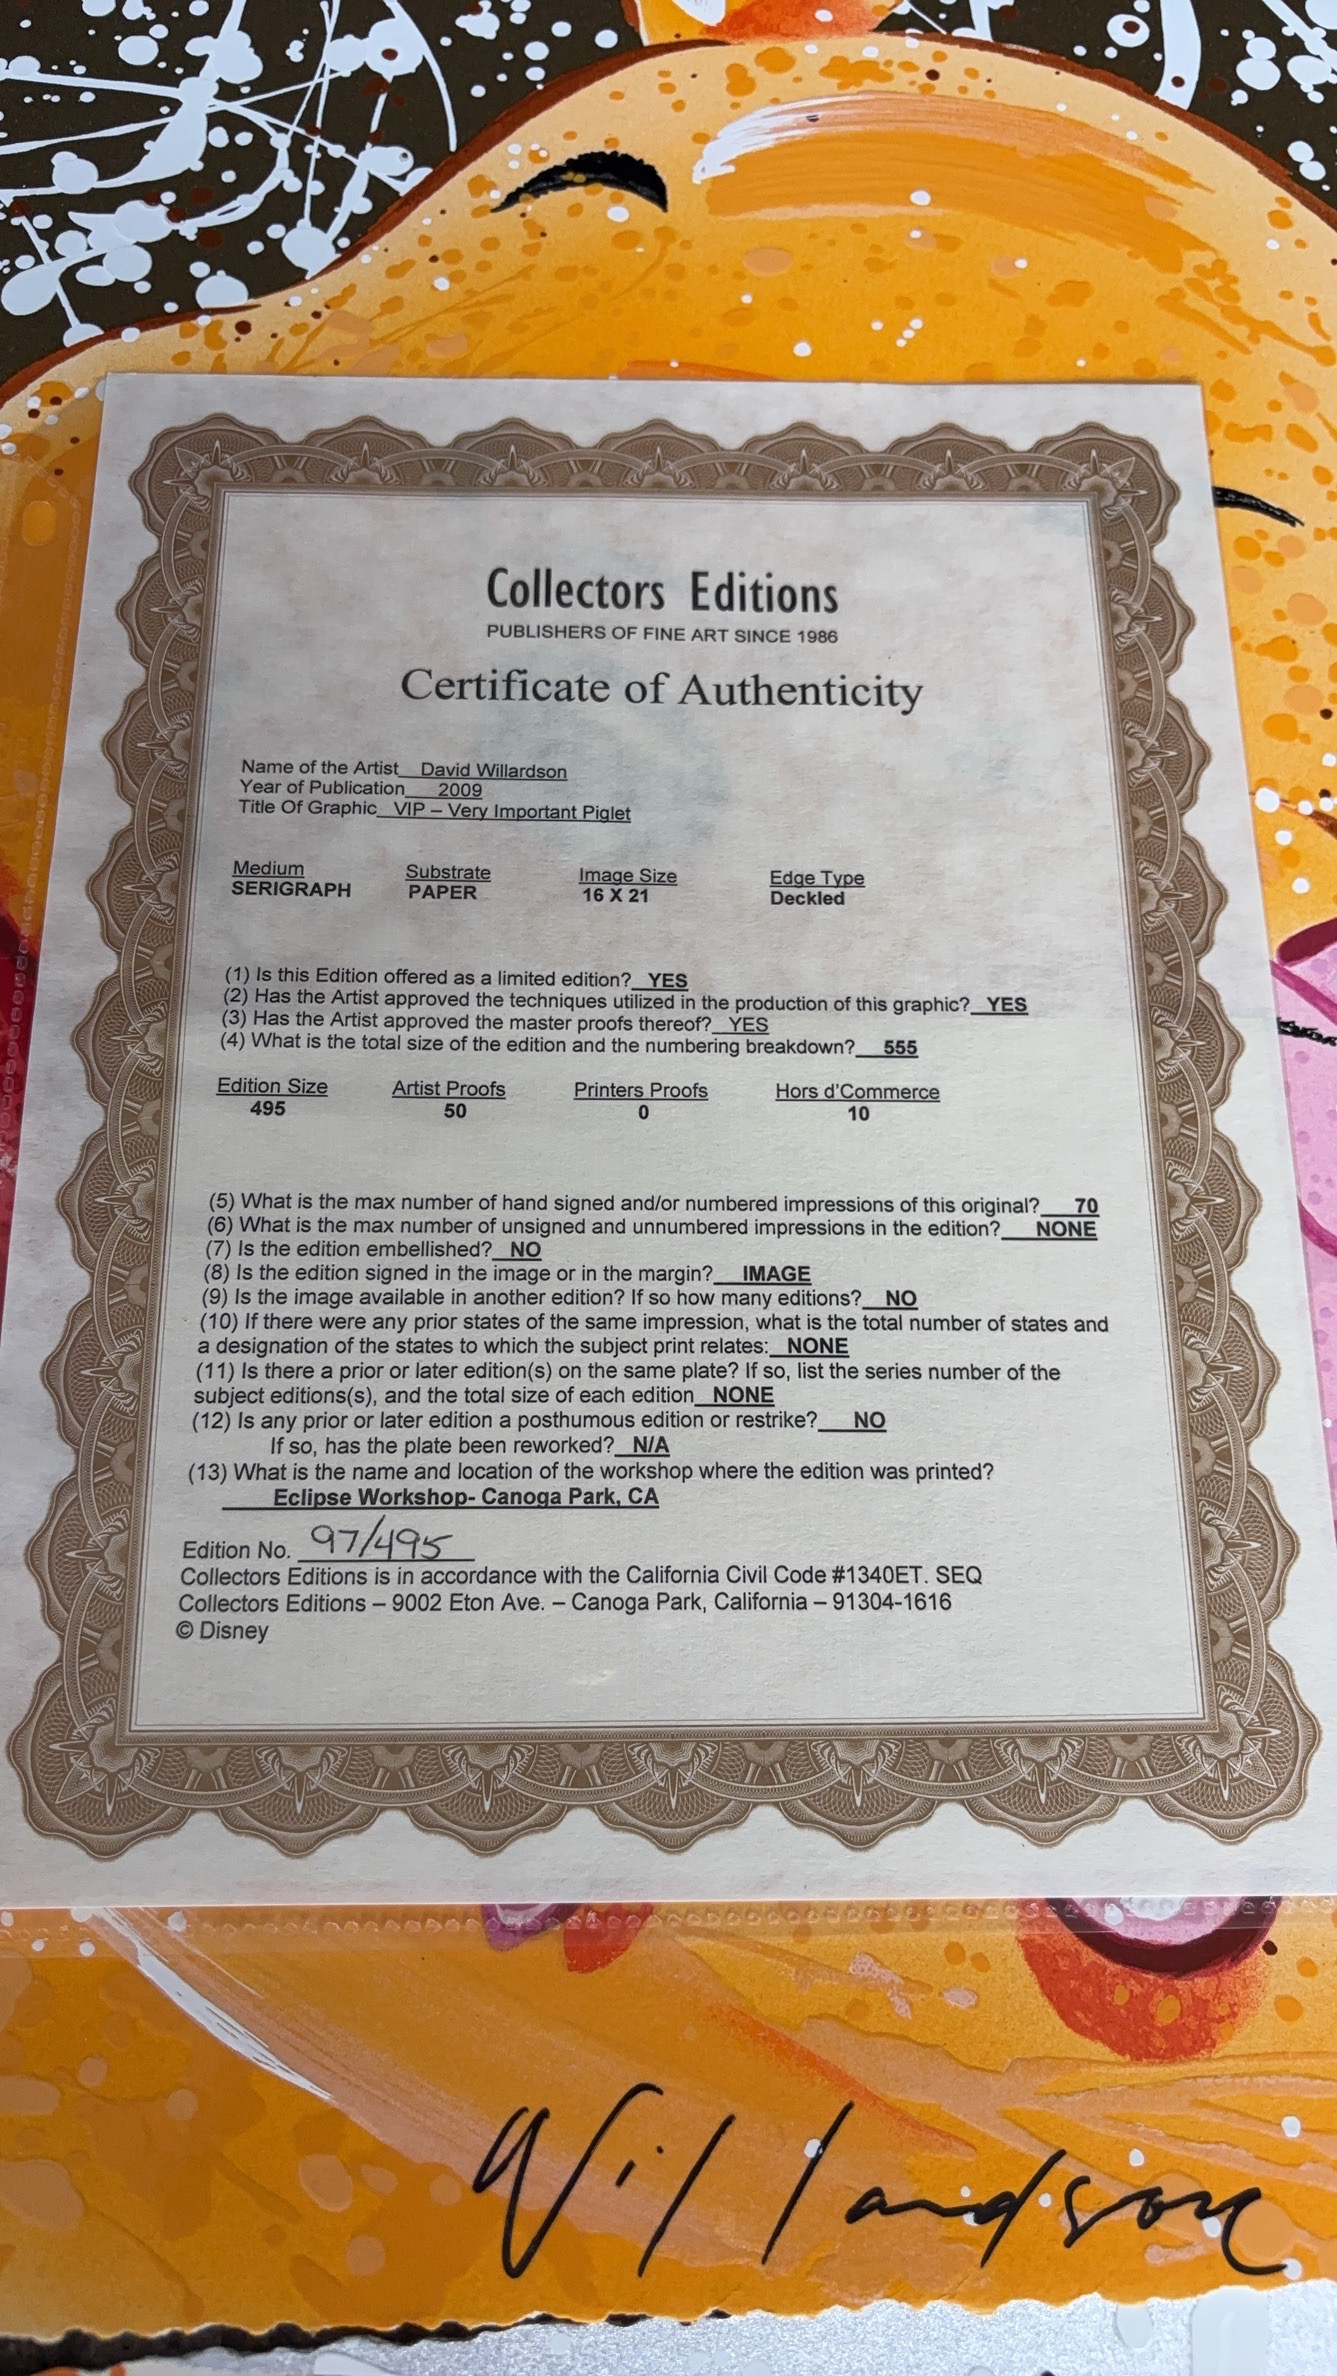 Collectors Editions
PUBLISHERS OF FINE ART SINCE 1986
Certificate of Authenticity
Name of the Artist David Willardson
Year of Publication 2009
Title Of Graphic VIP – Very Important Piglet
Medium Substrate Image Size Edge Type
SERIGRAPH PAPER 16 X 21 Deckled
(1) Is this Edition offered as a limited edition? YES
(2) Has the Artist approved the techniques utilized in the production of this graphic? YES
(3) Has the Artist approved the master proofs thereof? YES
(4) What is the total size of the edition and the numbering breakdown? 555
Edition Size Artist Proofs Printers Proofs Hors d'Commerce
495 50 0 10
(5) What is the max number of hand signed and/or numbered impressions of this original? 70
(6) What is the max number of unsigned and unnumbered impressions in the edition? NONE
(7) Is the edition embellished? NO
(8) Is the edition signed in the image or in the margin? IMAGE
(9) Is the image available in another edition? If so how many editions? NO
(10) If there were any prior states of the same impression, what is the total number of states and
a designation of the states to which the subject print relates: NONE
(11) Is there a prior or later edition(s) on the same plate? If so, list the series number of the
subject editions(s), and the total size of each edition NONE
(12) Is any prior or later edition a posthumous edition or restrike? NO
If so, has the plate been reworked? N/A
(13) What is the name and location of the workshop where the edition was printed?
Eclipse Workshop- Canoga Park, CA
Edition No. 97/495
Collectors Editions is in accordance with the California Civil Code #1340ET. SEQ
Collectors Editions – 9002 Eton Ave. – Canoga Park, California – 91304-1616
© Disney
Willardson